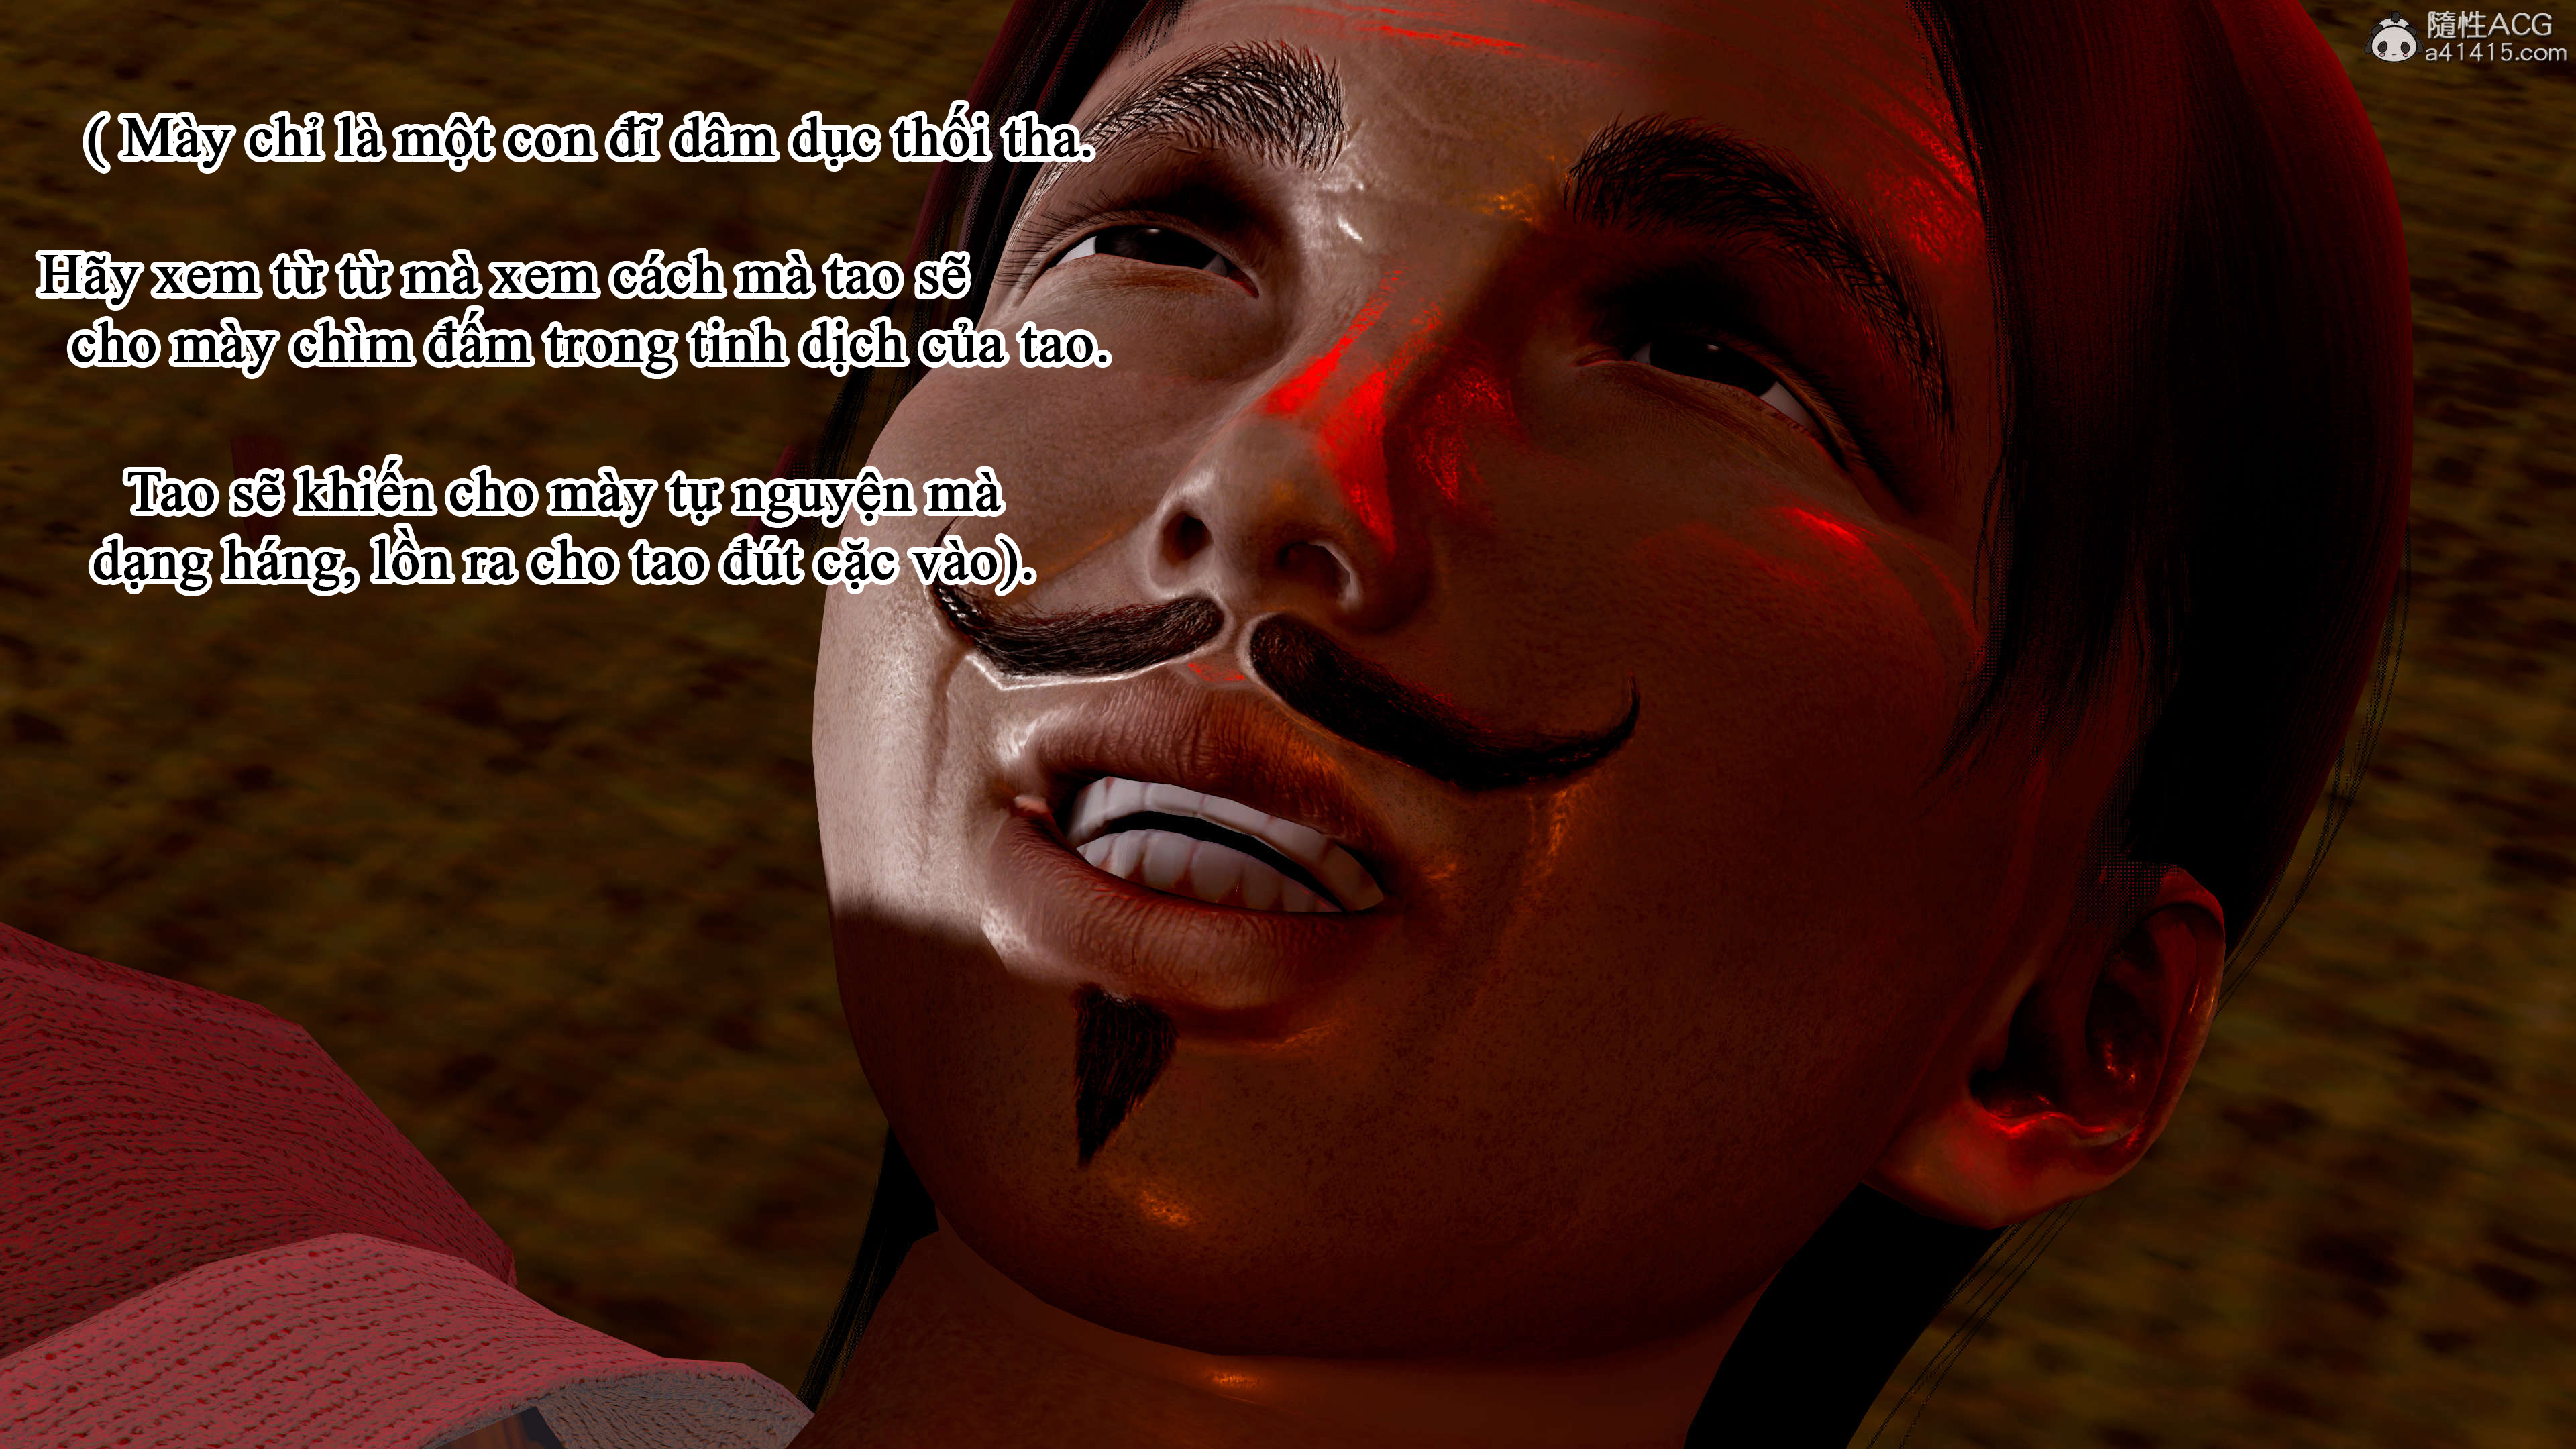 隨性ACG
a41415.com
( Mày chỉ là một con đĩ dâm dục thối tha.
Hãy xem từ từ mà xem cách mà tao sẽ
cho mày chìm đấm trong tinh dịch của tao.
Tao sẽ khiến cho mày tự nguyện mà
dạng háng, lồn ra cho tao đút cặc vào).